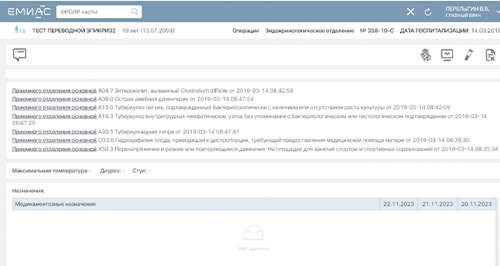 ЕМИАС ФИО/№ карты ПЕРЕЛЫГИН В.В.
ГЛАВНЫЙ ВРАЧ
16 ТЕСТ ПЕРЕВОДНОЙ ЭПИКРИЗ2 19 лет (13.07.2004) Операции Эндокринологическое отделение № 358-19-С ДАТА ГОСПИТАЛИЗАЦИИ: 14.03.2019
Приемного отделения основной A04.7 Энтероколит, вызванный Clostridium difficile от 2019-03-14 08:42:54
Приемного отделения основной A06.0 Острая амебная дизентерия от 2019-03-14 08:47:54
Приемного отделения основной A15.0 Туберкулез легких, подтвержденный бактериоскопически с наличием или отсутствием роста культуры от 2019-03-14 08:43:09
Приемного отделения основной A16.3 Туберкулез внутригрудных лимфатических узлов без упоминания о бактериологическом или гистологическом подтверждении от 2019-03-14
08:47:29
Приемного отделения основной A30.1 Туберкулоидная лепра от 2019-03-14 08:47:41
Приемного отделения основной O33.6 Гидроцефалия плода, приводящая к диспропорции, требующей предоставления медицинской помощи матери от 2019-03-14 08:39:30
Приемного отделения основной X50.3 Перенапряжение и резкие или повторяющиеся движения. На площадке для занятий спортом и спортивных соревнований от 2019-03-14 08:35:34
Максимальная температура: - Диурез: - Стул: -
Назначения:
Медикаментозные назначения 22.11.2023 21.11.2023 20.11.2023
Нет данных